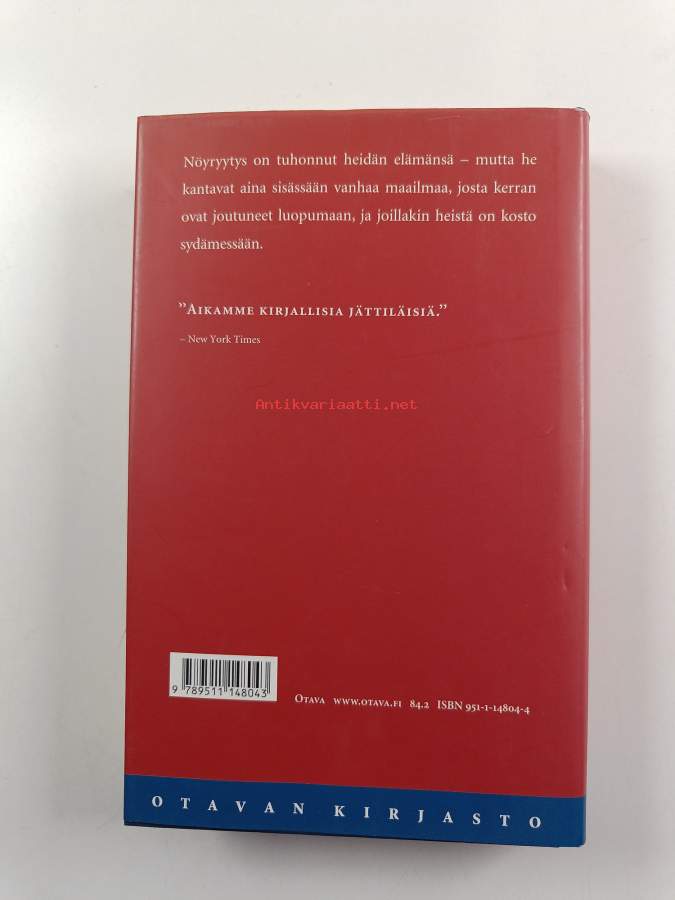 Nöyryytys on tuhonnut heidän elämänsä – mutta he
kantavat aina sisässään vanhaa maailmaa, josta kerran
ovat joutuneet luopumaan, ja joillakin heistä on kosto
sydämessään.
”Aikamme kirjallisia jättiläisiä.”
– New York Times
Antikvariaatti.net
9 789511 148043
Otava www.otava.fi 84.2 ISBN 951-1-14804-4
OTAVAN KIRJASTO